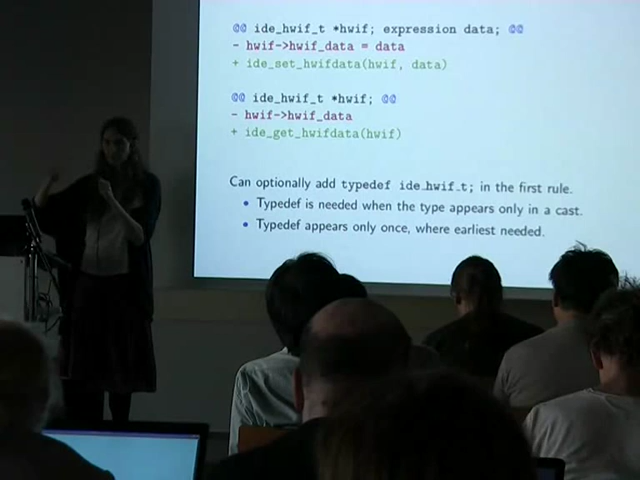 @@ ide_hwif_t *hwif; expression data; @@
- hwif->hwif_data = data
+ ide_set_hwifdata(hwif, data)
@@ ide_hwif_t *hwif; @@
- hwif->hwif_data
+ ide_get_hwifdata(hwif)
Can optionally add typedef ide_hwif_t; in the first rule.
• Typedef is needed when the type appears only in a cast.
• Typedef appears only once, where earliest needed.